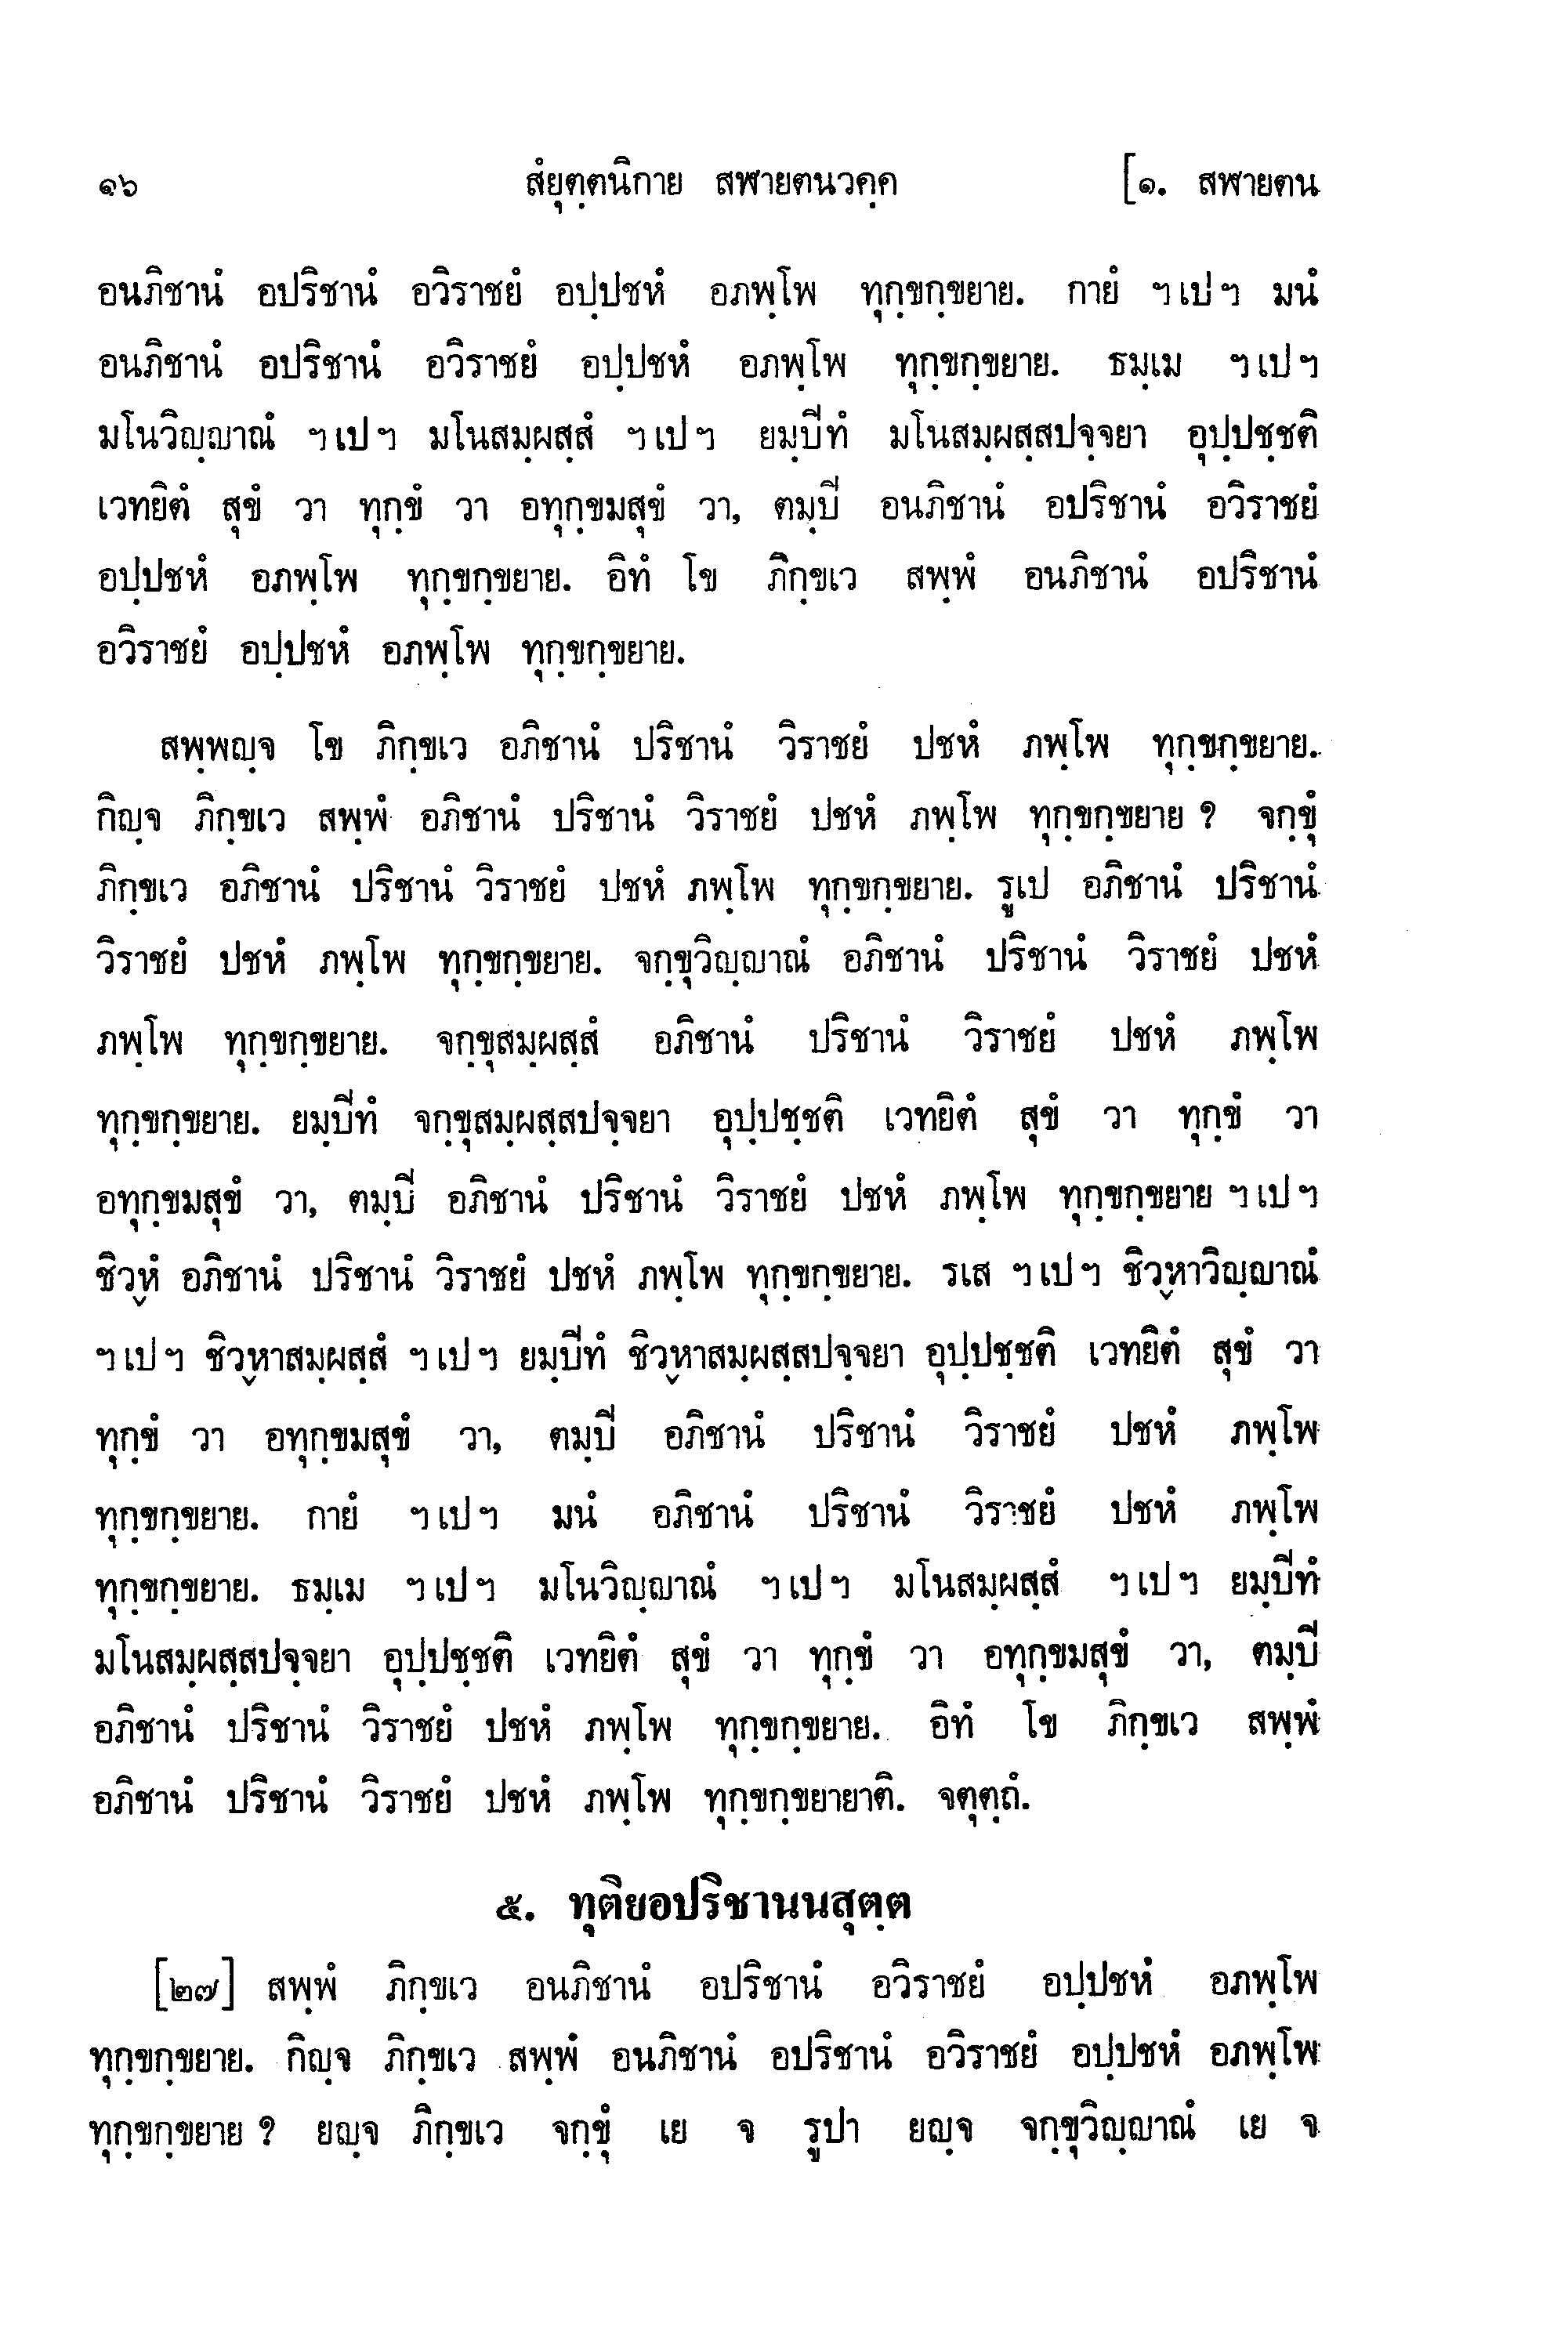 ๑๖ สํยุตฺตนิกาย สฬายตนวคฺค [๑. สฬายตน
อนภิชานํ อปริชานํ อวิราชยํ อปฺปชหํ อภพฺโพ ทุกฺขกฺขยาย. กายํ ฯเปฯ มนํ
อนภิชานํ อปริชานํ อวิราชยํ อปฺปชหํ อภพฺโพ ทุกฺขกฺขยาย. ธมฺเม ฯเปฯ
มโนวิญฺญาณํ ฯเปฯ มโนสมฺผสฺสํ ฯเปฯ ยมฺปีทํ มโนสมฺผสฺสปจฺจยา อุปฺปชฺชติ
เวทยิตํ สุขํ วา ทุกฺขํ วา อทุกฺขมสุขํ วา, ตมฺปี อนภิชานํ อปริชานํ อวิราชยํ
อปฺปชหํ อภพฺโพ ทุกฺขกฺขยาย. อิทํ โข ภิกฺขเว สพฺพํ อนภิชานํ อปริชานํ
อวิราชยํ อปฺปชหํ อภพฺโพ ทุกฺขกฺขยาย.
สพฺพญฺจ โข ภิกฺขเว อภิชานํ ปริชานํ วิราชยํ ปชหํ ภพฺโพ ทุกฺขกฺขยาย.
กิญฺจ ภิกฺขเว สพฺพํ อภิชานํ ปริชานํ วิราชยํ ปชหํ ภพฺโพ ทุกฺขกฺขยาย ? จกฺขุํ
ภิกฺขเว อภิชานํ ปริชานํ วิราชยํ ปชหํ ภพฺโพ ทุกฺขกฺขยาย. รูเป อภิชานํ ปริชานํ
วิราชยํ ปชหํ ภพฺโพ ทุกฺขกฺขยาย. จกฺขุวิญฺญาณํ อภิชานํ ปริชานํ วิราชยํ ปชหํ
ภพฺโพ ทุกฺขกฺขยาย. จกฺขุสมฺผสฺสํ อภิชานํ ปริชานํ วิราชยํ ปชหํ ภพฺโพ
ทุกฺขกฺขยาย. ยมฺปีทํ จกฺขุสมฺผสฺสปจฺจยา อุปฺปชฺชติ เวทยิตํ สุขํ วา ทุกฺขํ วา
อทุกฺขมสุขํ วา, ตมฺปี อภิชานํ ปริชานํ วิราชยํ ปชหํ ภพฺโพ ทุกฺขกฺขยาย ฯเปฯ
ชิวฺหํ อภิชานํ ปริชานํ วิราชยํ ปชหํ ภพฺโพ ทุกฺขกฺขยาย. รเส ฯเปฯ ชิวฺหาวิญฺญาณํ
ฯเปฯ ชิวฺหาสมฺผสฺสํ ฯเปฯ ยมฺปีทํ ชิวฺหาสมฺผสฺสปจฺจยา อุปฺปชฺชติ เวทยิตํ สุขํ วา
ทุกฺขํ วา อทุกฺขมสุขํ วา, ตมฺปี อภิชานํ ปริชานํ วิราชยํ ปชหํ ภพฺโพ
ทุกฺขกฺขยาย. กายํ ฯเปฯ มนํ อภิชานํ ปริชานํ วิราชยํ ปชหํ ภพฺโพ
ทุกฺขกฺขยาย. ธมฺเม ฯเปฯ มโนวิญฺญาณํ ฯเปฯ มโนสมฺผสฺสํ ฯเปฯ ยมฺปีทํ
มโนสมฺผสฺสปจฺจยา อุปฺปชฺชติ เวทยิตํ สุขํ วา ทุกฺขํ วา อทุกฺขมสุขํ วา, ตมฺปี
อภิชานํ ปริชานํ วิราชยํ ปชหํ ภพฺโพ ทุกฺขกฺขยาย. อิทํ โข ภิกฺขเว สพฺพํ
อภิชานํ ปริชานํ วิราชยํ ปชหํ ภพฺโพ ทุกฺขกฺขยายาติ. จตุตฺถํ.
๕. ทุติยอปริชานนสุตฺต
[๒๗] สพฺพํ ภิกฺขเว อนภิชานํ อปริชานํ อวิราชยํ อปฺปชหํ อภพฺโพ
ทุกฺขกฺขยาย. กิญฺจ ภิกฺขเว สพฺพํ อนภิชานํ อปริชานํ อวิราชยํ อปฺปชหํ อภพฺโพ
ทุกฺขกฺขยาย ? ยญฺจ ภิกฺขเว จกฺขุํ เย จ รูปา ยญฺจ จกฺขุวิญฺญาณํ เย จ